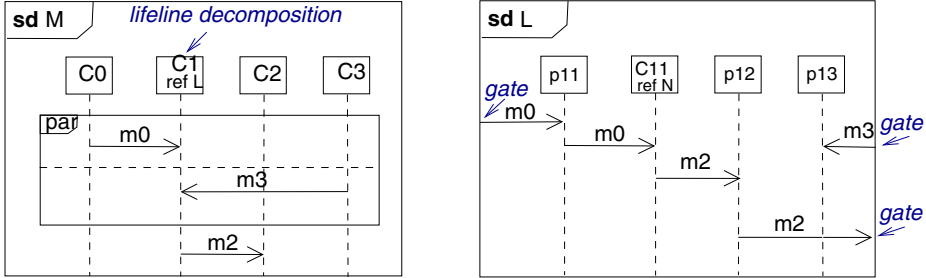 sd M
lifeline decomposition
C0
C1
ref L
C2
C3
par
m0
m3
m2
sd L
p11
C11
ref N
p12
p13
gate
m0
m0
m3
gate
m2
m2
gate